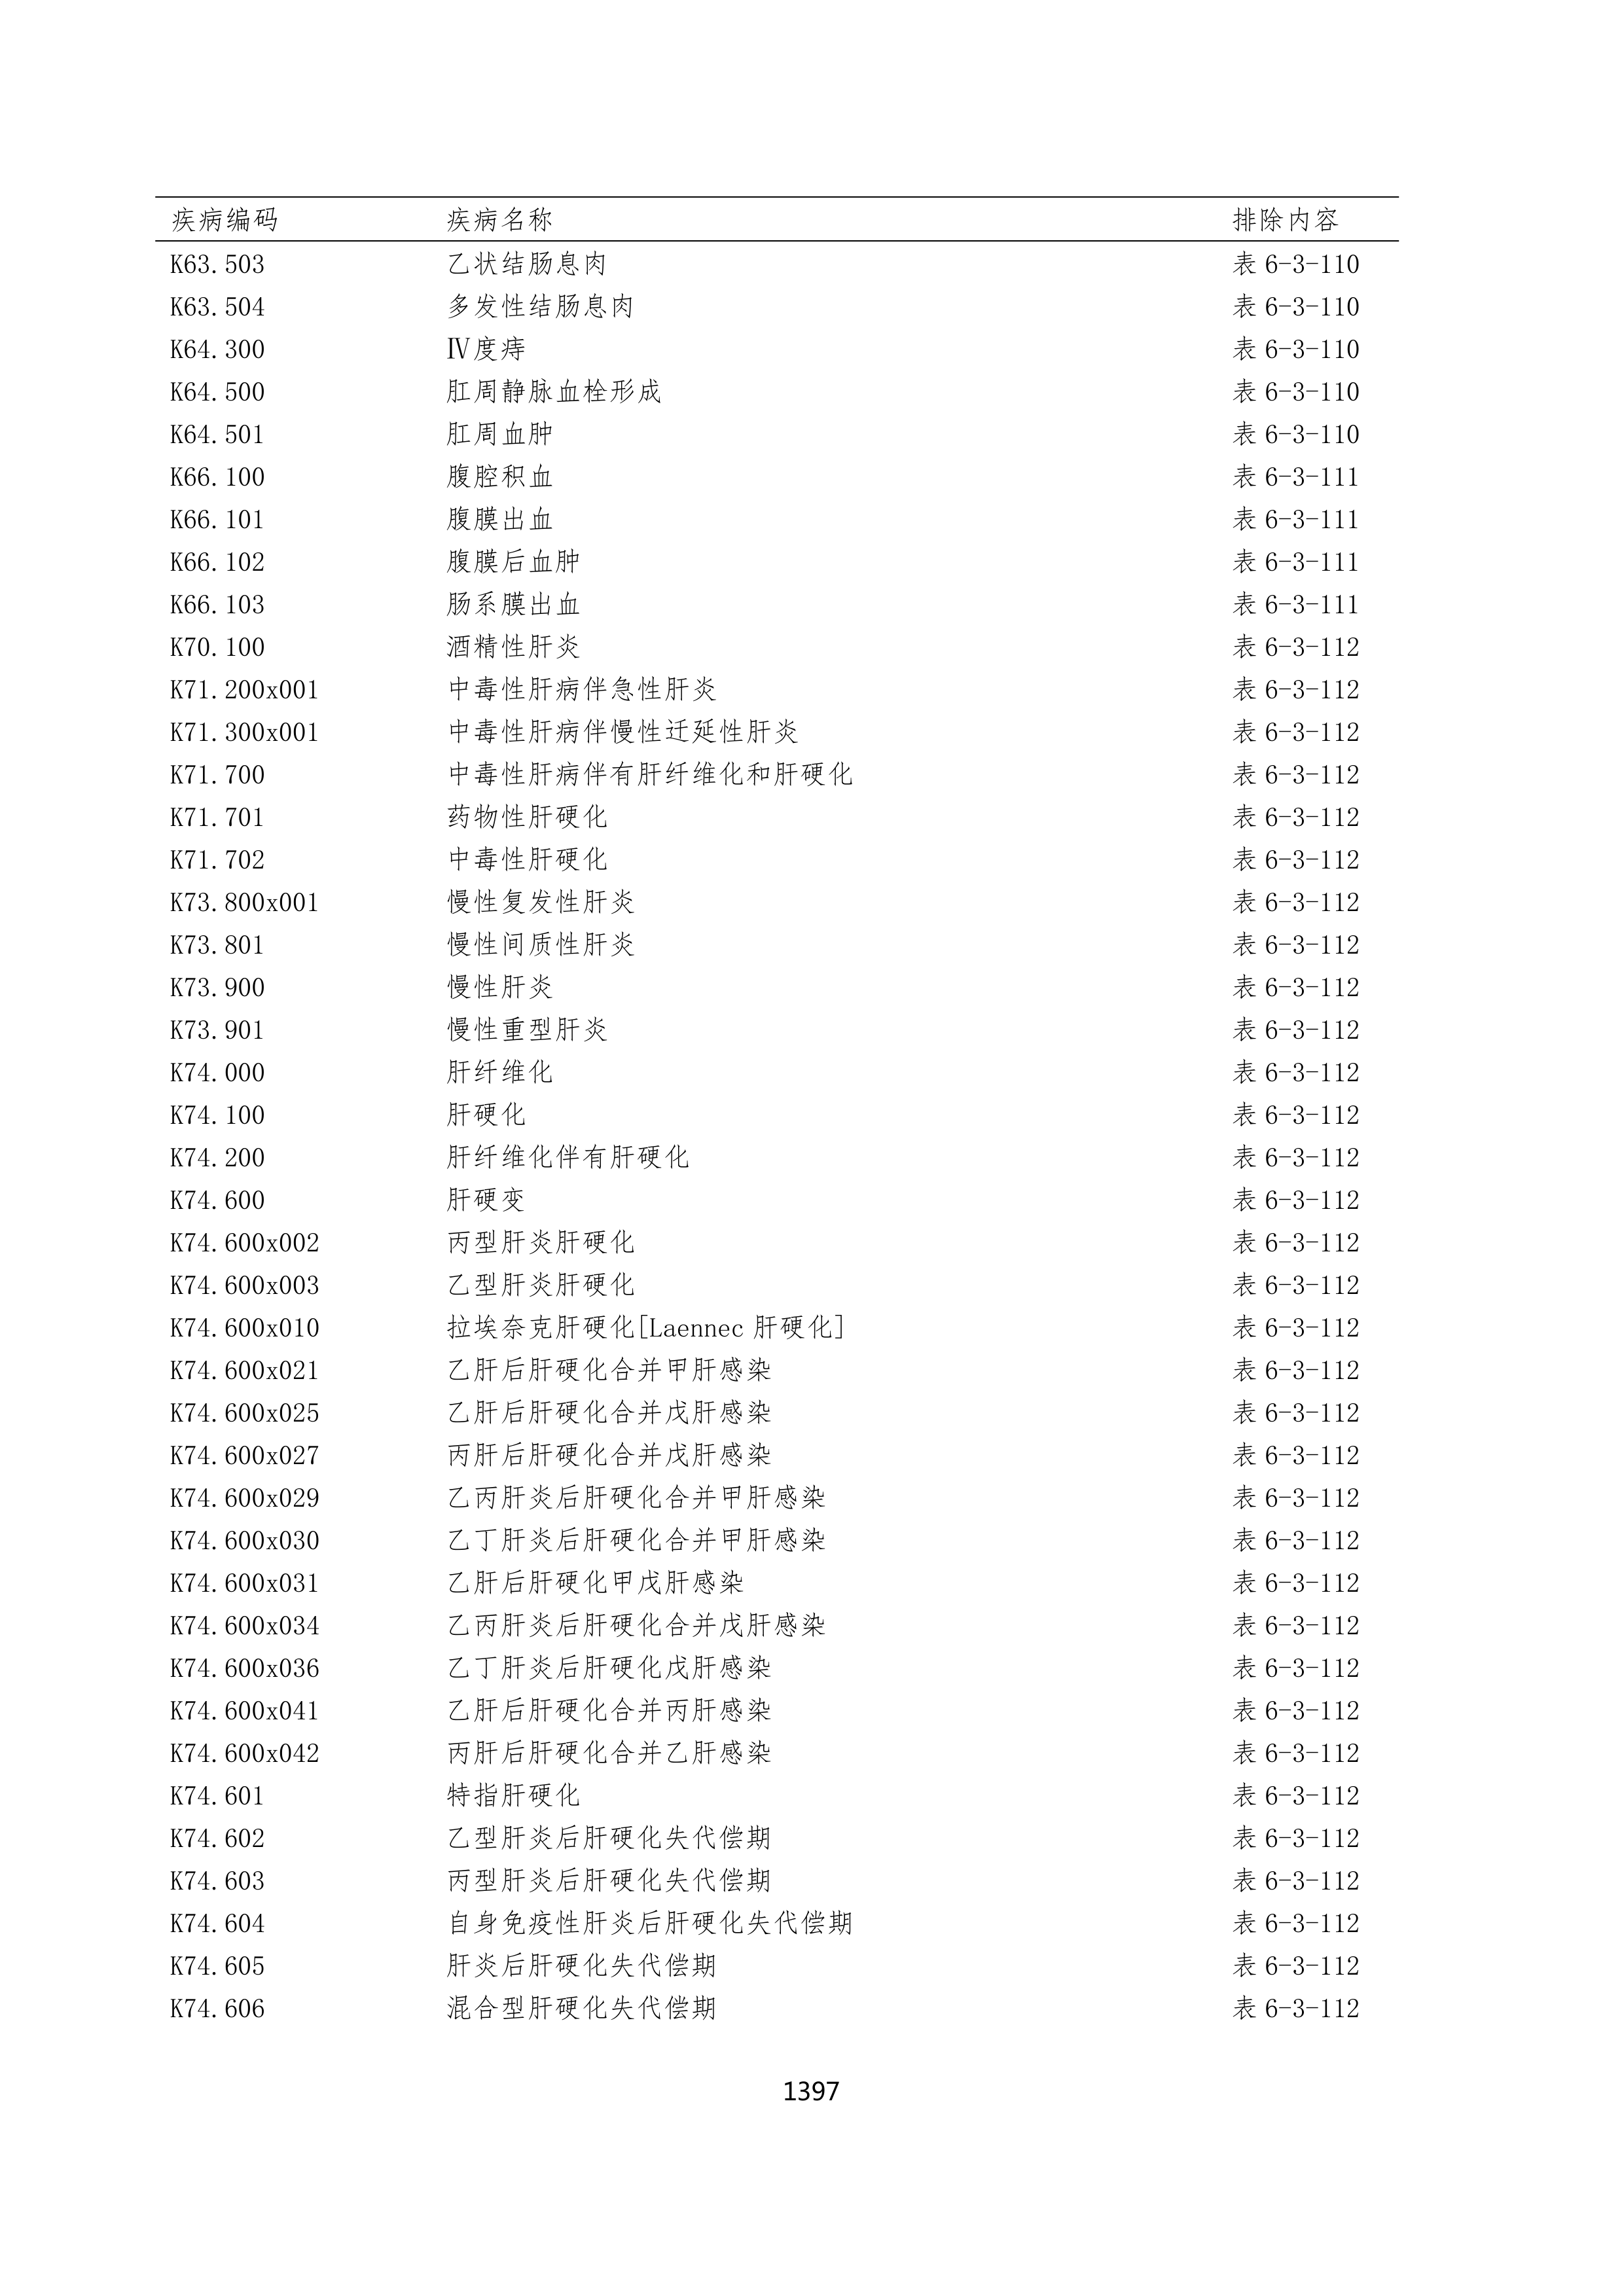 疾病编码 疾病名称 排除内容
K63.503 乙状结肠息肉 表 6-3-110
K63.504 多发性结肠息肉 表 6-3-110
K64.300 Ⅳ度痔 表 6-3-110
K64.500 肛周静脉血栓形成 表 6-3-110
K64.501 肛周血肿 表 6-3-110
K66.100 腹腔积血 表 6-3-111
K66.101 腹膜出血 表 6-3-111
K66.102 腹膜后血肿 表 6-3-111
K66.103 肠系膜出血 表 6-3-111
K70.100 酒精性肝炎 表 6-3-112
K71.200x001 中毒性肝病伴急性肝炎 表 6-3-112
K71.300x001 中毒性肝病伴慢性迁延性肝炎 表 6-3-112
K71.700 中毒性肝病伴有肝纤维化和肝硬化 表 6-3-112
K71.701 药物性肝硬化 表 6-3-112
K71.702 中毒性肝硬化 表 6-3-112
K73.800x001 慢性复发性肝炎 表 6-3-112
K73.801 慢性间质性肝炎 表 6-3-112
K73.900 慢性肝炎 表 6-3-112
K73.901 慢性重型肝炎 表 6-3-112
K74.000 肝纤维化 表 6-3-112
K74.100 肝硬化 表 6-3-112
K74.200 肝纤维化伴有肝硬化 表 6-3-112
K74.600 肝硬变 表 6-3-112
K74.600x002 丙型肝炎肝硬化 表 6-3-112
K74.600x003 乙型肝炎肝硬化 表 6-3-112
K74.600x010 拉埃奈克肝硬化[Laennec 肝硬化] 表 6-3-112
K74.600x021 乙肝后肝硬化合并甲肝感染 表 6-3-112
K74.600x025 乙肝后肝硬化合并戊肝感染 表 6-3-112
K74.600x027 丙肝后肝硬化合并戊肝感染 表 6-3-112
K74.600x029 乙丙肝炎后肝硬化合并甲肝感染 表 6-3-112
K74.600x030 乙丁肝炎后肝硬化合并甲肝感染 表 6-3-112
K74.600x031 乙肝后肝硬化甲戊肝感染 表 6-3-112
K74.600x034 乙丙肝炎后肝硬化合并戊肝感染 表 6-3-112
K74.600x036 乙丁肝炎后肝硬化戊肝感染 表 6-3-112
K74.600x041 乙肝后肝硬化合并丙肝感染 表 6-3-112
K74.600x042 丙肝后肝硬化合并乙肝感染 表 6-3-112
K74.601 特指肝硬化 表 6-3-112
K74.602 乙型肝炎后肝硬化失代偿期 表 6-3-112
K74.603 丙型肝炎后肝硬化失代偿期 表 6-3-112
K74.604 自身免疫性肝炎后肝硬化失代偿期 表 6-3-112
K74.605 肝炎后肝硬化失代偿期 表 6-3-112
K74.606 混合型肝硬化失代偿期 表 6-3-112
1397